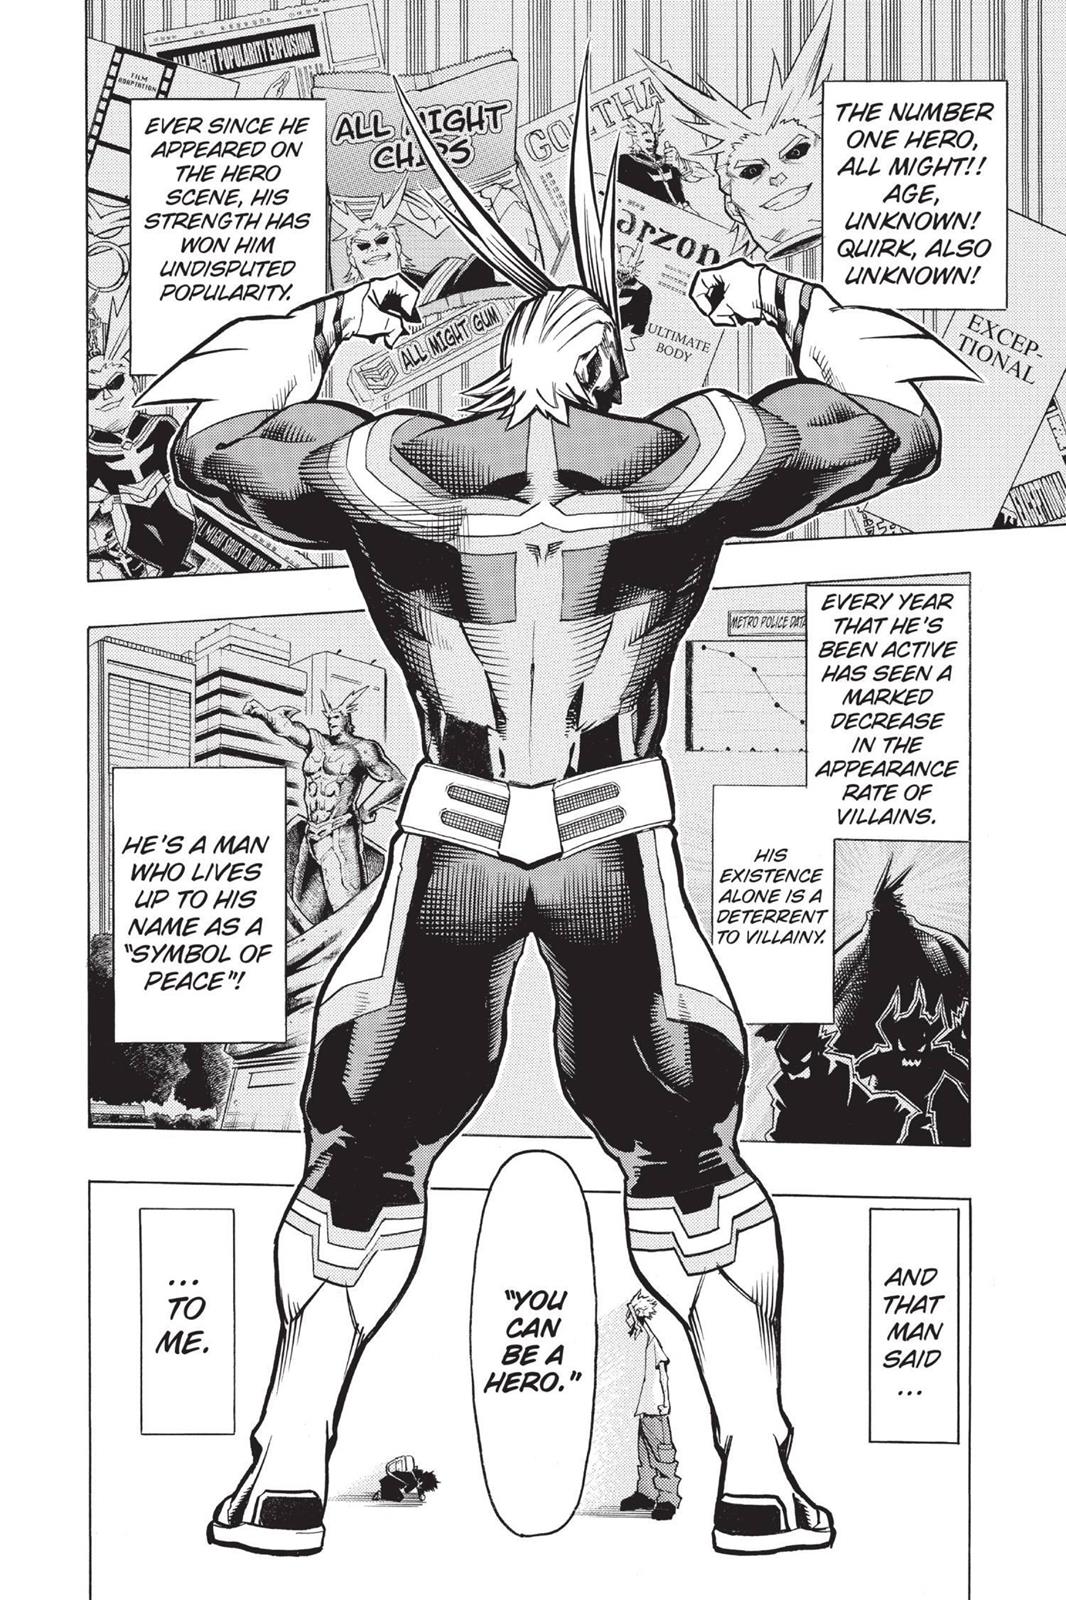 THE NUMBER
ONE HERO,
ALL MIGHT!!
AGE,
UNKNOWN!
QUIRK, ALSO
UNKNOWN!
EVER SINCE HE
APPEARED ON
THE HERO
SCENE, HIS
STRENGTH HAS
WON HIM
UNDISPUTED
POPULARITY.
ALL MIGHT POPULARITY EXPLOSION!
FILM
ADAPTATION
ALL MIGHT
CHIPS
GOLTHA
arzon
ULTIMATE
BODY
ALL MIGHT GUM
EXCEP-
TIONAL
EVERY YEAR
THAT HE'S
BEEN ACTIVE
HAS SEEN A
MARKED
DECREASE
IN THE
APPEARANCE
RATE OF
VILLAINS.
METRO POLICE DATA
HIS
EXISTENCE
ALONE IS A
DETERRENT
TO VILLAINY.
HE'S A MAN
WHO LIVES
UP TO HIS
NAME AS A
"SYMBOL OF
PEACE"!
AND
THAT
MAN
SAID
...
"YOU
CAN
BE A
HERO."
...
TO
ME.